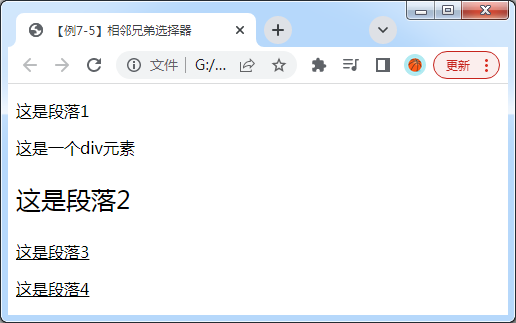 【例7-5】相邻兄弟选择器
文件 G:/... 更新
这是段落1
这是一个div元素
这是段落2
这是段落3
这是段落4